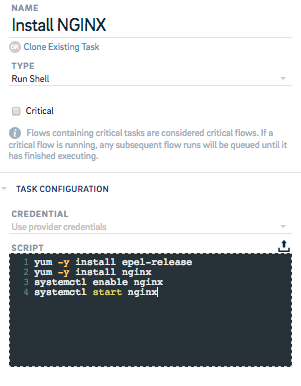 NAME
Install NGINX
OR Clone Existing Task
TYPE
Run Shell
Critical
i Flows containing critical tasks are considered critical flows. If a
critical flow is running, any subsequent flow runs will be queued until it
has finished executing.
TASK CONFIGURATION
CREDENTIAL
Use provider credentials
SCRIPT
1 yum -y install epel-release
2 yum -y install nginx
3 systemctl enable nginx
4 systemctl start nginx